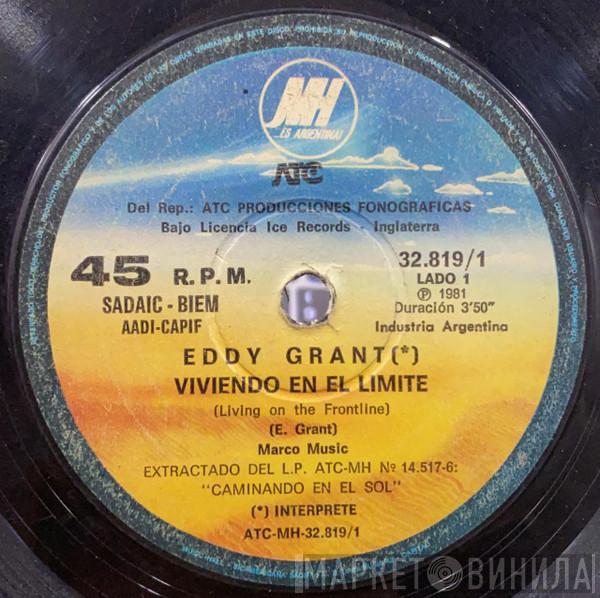 MH
...ES ARGENTINA!
ATC
Del Rep.: ATC PRODUCCIONES FONOGRAFICAS
Bajo Licencia Ice Records - Inglaterra
45 R.P.M.
SADAIC - BIEM
AADI-CAPIF
32.819/1
LADO 1
Ⓟ 1981
Duración 3'50"
Industria Argentina
EDDY GRANT(*)
VIVIENDO EN EL LIMITE
(Living on the Frontline)
(E. Grant)
Marco Music
EXTRACTADO DEL L.P. ATC-MH Nº 14.517-6:
"CAMINANDO EN EL SOL"
(*) INTERPRETE
ATC-MH-32.819/1
МАРКЕТ ВИНИЛА